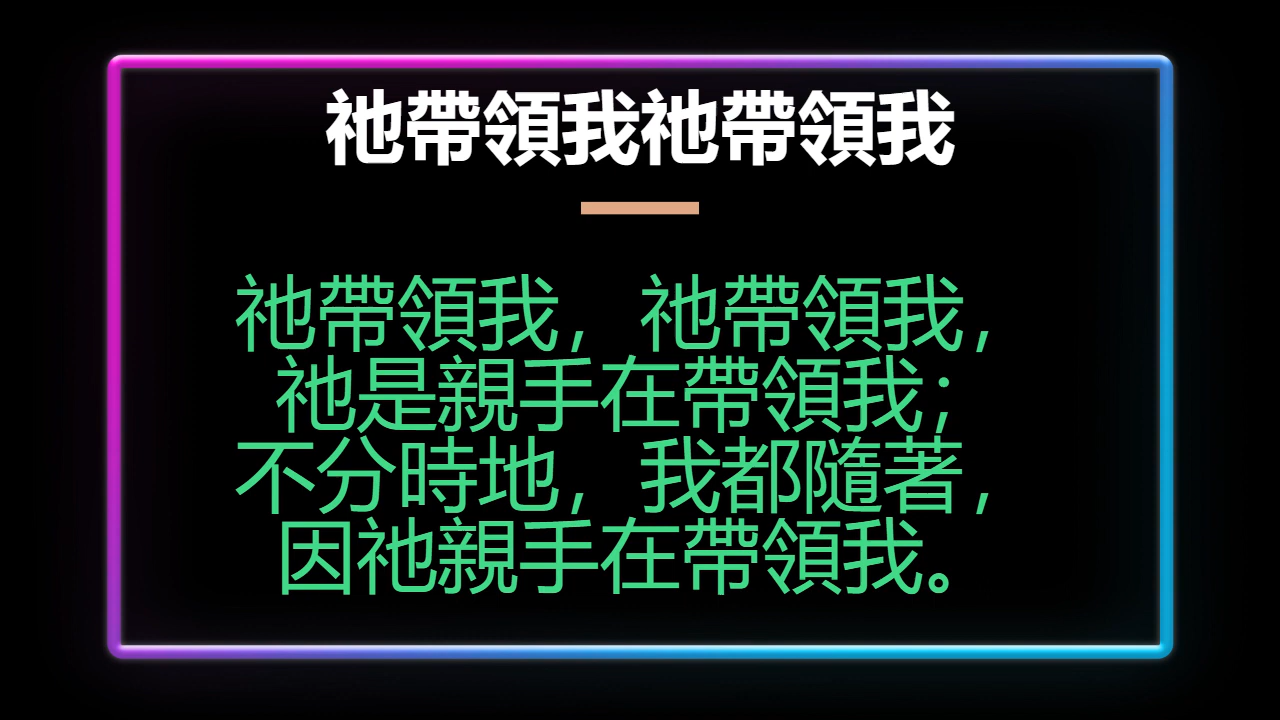 祂帶領我祂帶領我
祂帶領我，祂帶領我，
祂是親手在帶領我；
不分時地，我都隨著，
因祂親手在帶領我。